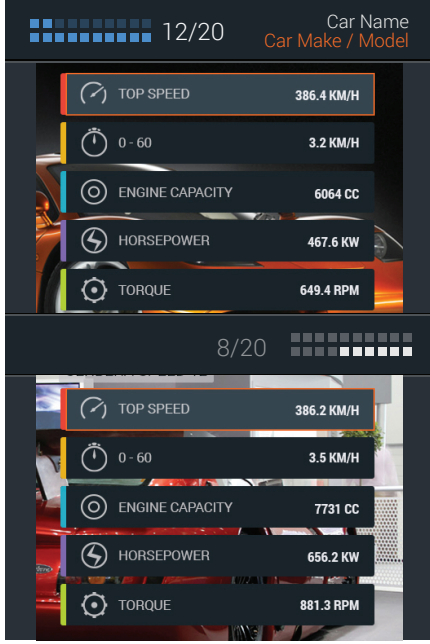 12/20
Car Name
Car Make / Model
TOP SPEED 386.4 KM/H
0 - 60 3.2 KM/H
ENGINE CAPACITY 6064 CC
HORSEPOWER 467.6 KW
TORQUE 649.4 RPM
8/20
TOP SPEED 386.2 KM/H
0 - 60 3.5 KM/H
ENGINE CAPACITY 7731 CC
HORSEPOWER 656.2 KW
TORQUE 881.3 RPM